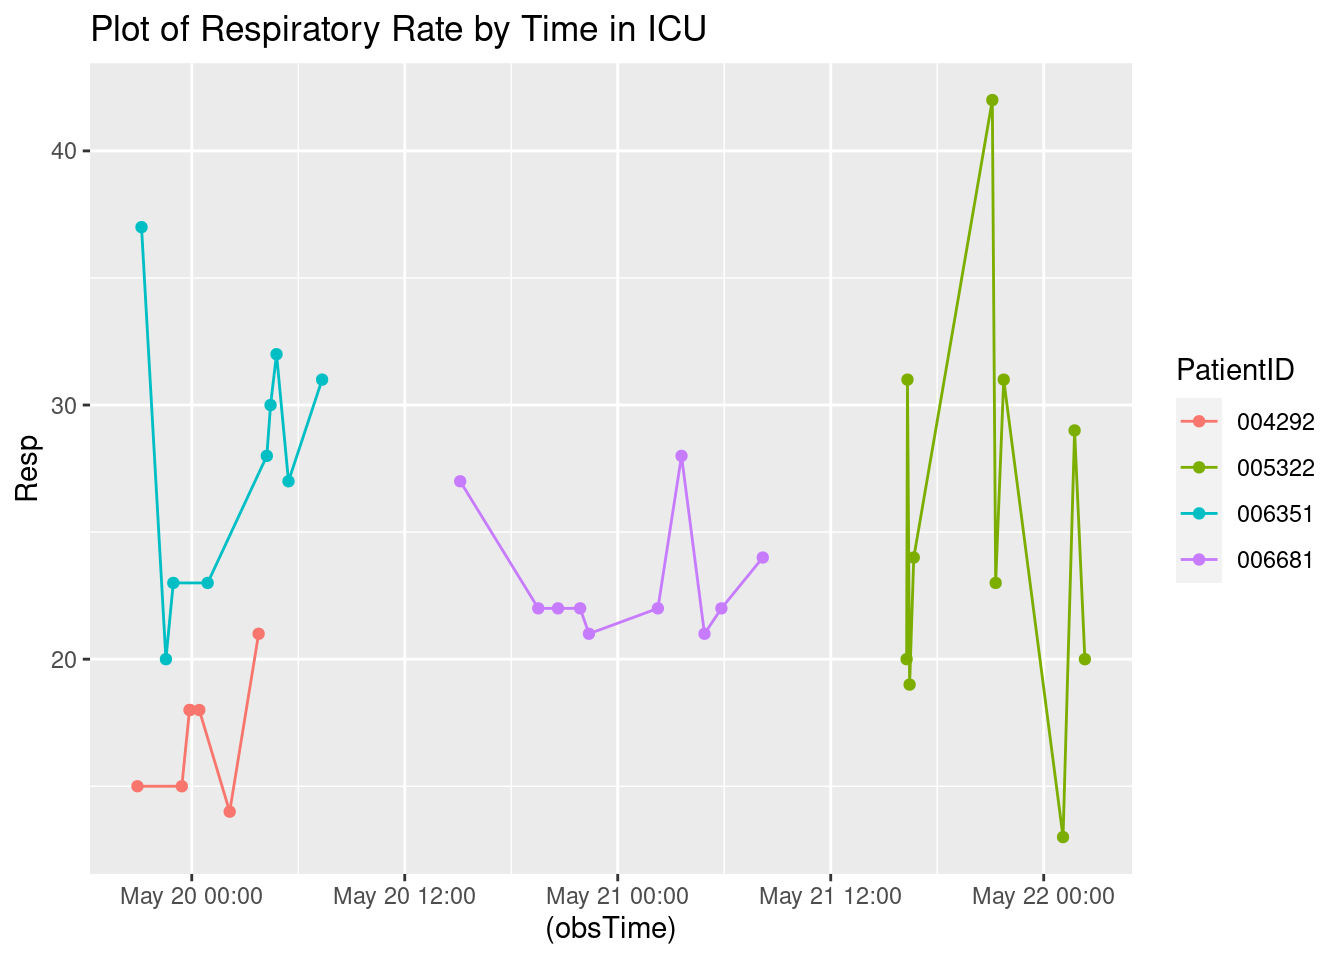 Plot of Respiratory Rate by Time in ICU
40
30
20
Resp
May 20 00:00
May 20 12:00
May 21 00:00
May 21 12:00
May 22 00:00
(obsTime)
PatientID
004292
005322
006351
006681